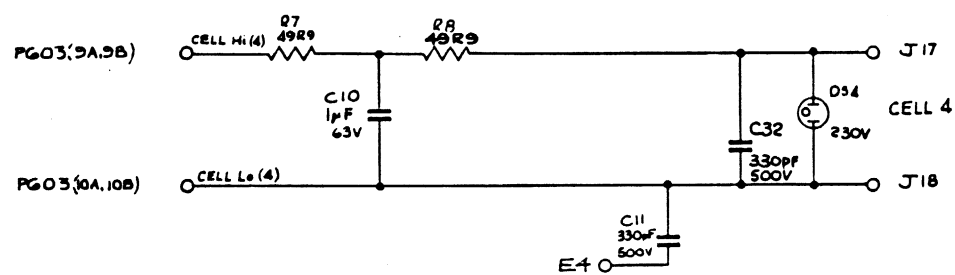 R7
49R9
R8
49R9
PG03(9A,9B)
CELL Hi(4)
J17
C10
1µF
63V
DS4
CELL 4
230V
C32
330pF
500V
PG03(10A,10B)
CELL Lo(4)
J18
C11
330pF
500V
E4